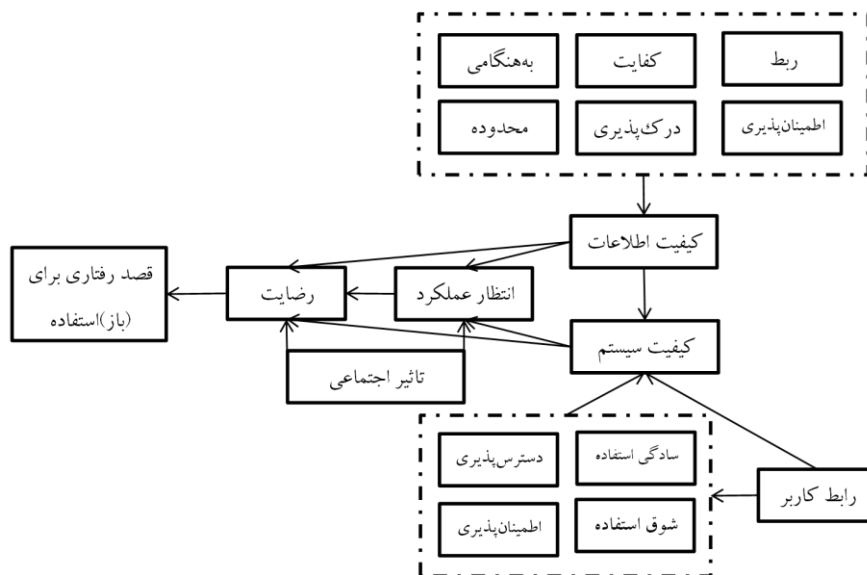 ربط
کفایت
به‌هنگامی
اطمینان‌پذیری
درک‌پذیری
محدوده
کیفیت اطلاعات
قصد رفتاری برای
(باز)استفاده
رضایت
انتظار عملکرد
کیفیت سیستم
تاثیر اجتماعی
سادگی استفاده
دسترس‌پذیری
رابط کاربر
شوق استفاده
اطمینان‌پذیری